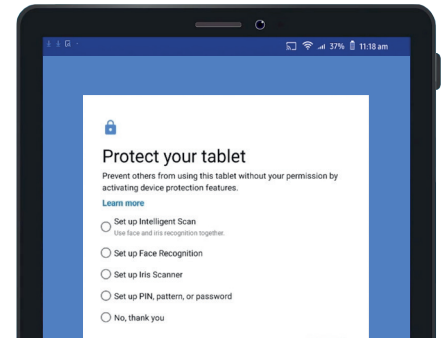 37% 11:18 am
Protect your tablet
Prevent others from using this tablet without your permission by
activating device protection features.
Learn more
Set up Intelligent Scan
Use face and iris recognition together.
Set up Face Recognition
Set up Iris Scanner
Set up PIN, pattern, or password
No, thank you